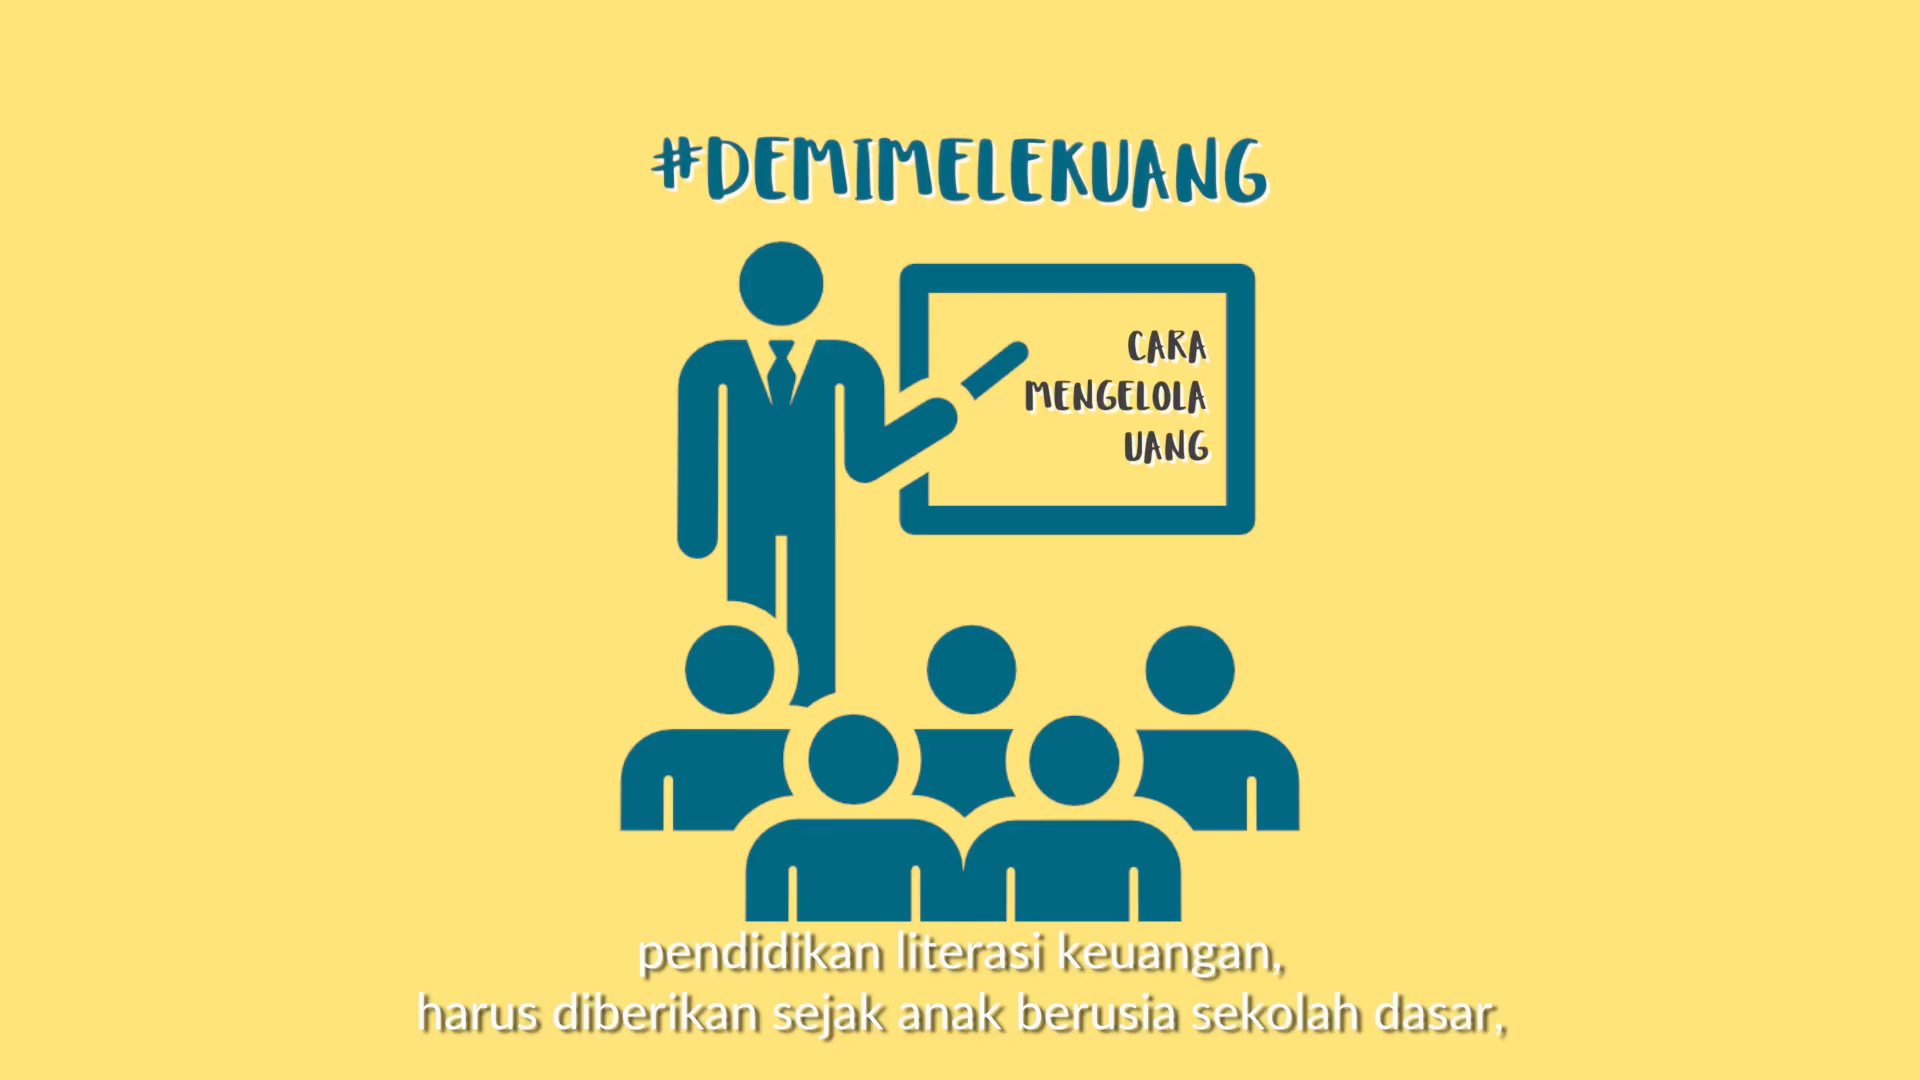 #DEMIMELEKUANG
CARA
MENGELOLA
UANG
pendidikan literasi keuangan,
harus diberikan sejak anak berusia sekolah dasar,